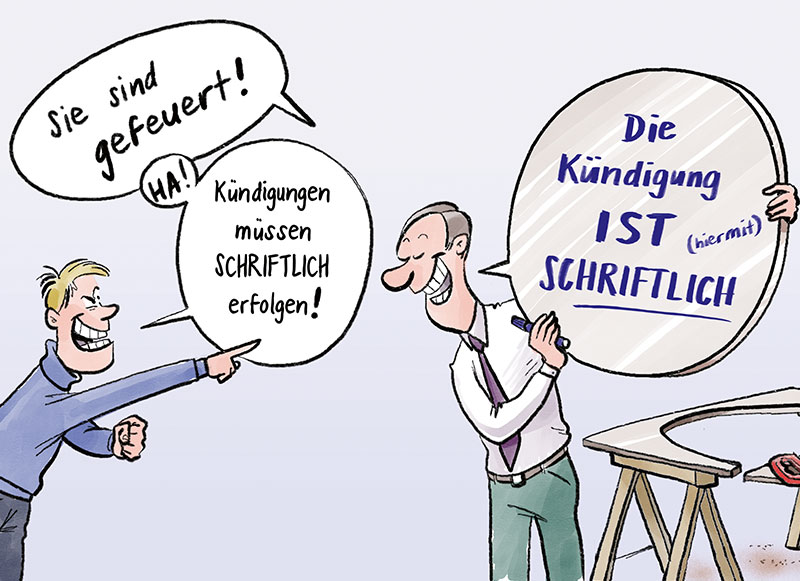 Sie sind
gefeuert!
HA!
Kündigungen
müssen
SCHRIFTLICH
erfolgen!
Die
Kündigung
IST (hiermit)
SCHRIFTLICH